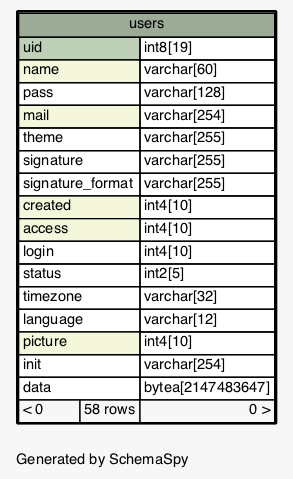 users
uid int8[19]
name varchar[60]
pass varchar[128]
mail varchar[254]
theme varchar[255]
signature varchar[255]
signature_format varchar[255]
created int4[10]
access int4[10]
login int4[10]
status int2[5]
timezone varchar[32]
language varchar[12]
picture int4[10]
init varchar[254]
data bytea[2147483647]
< 0 58 rows 0 >
Generated by SchemaSpy